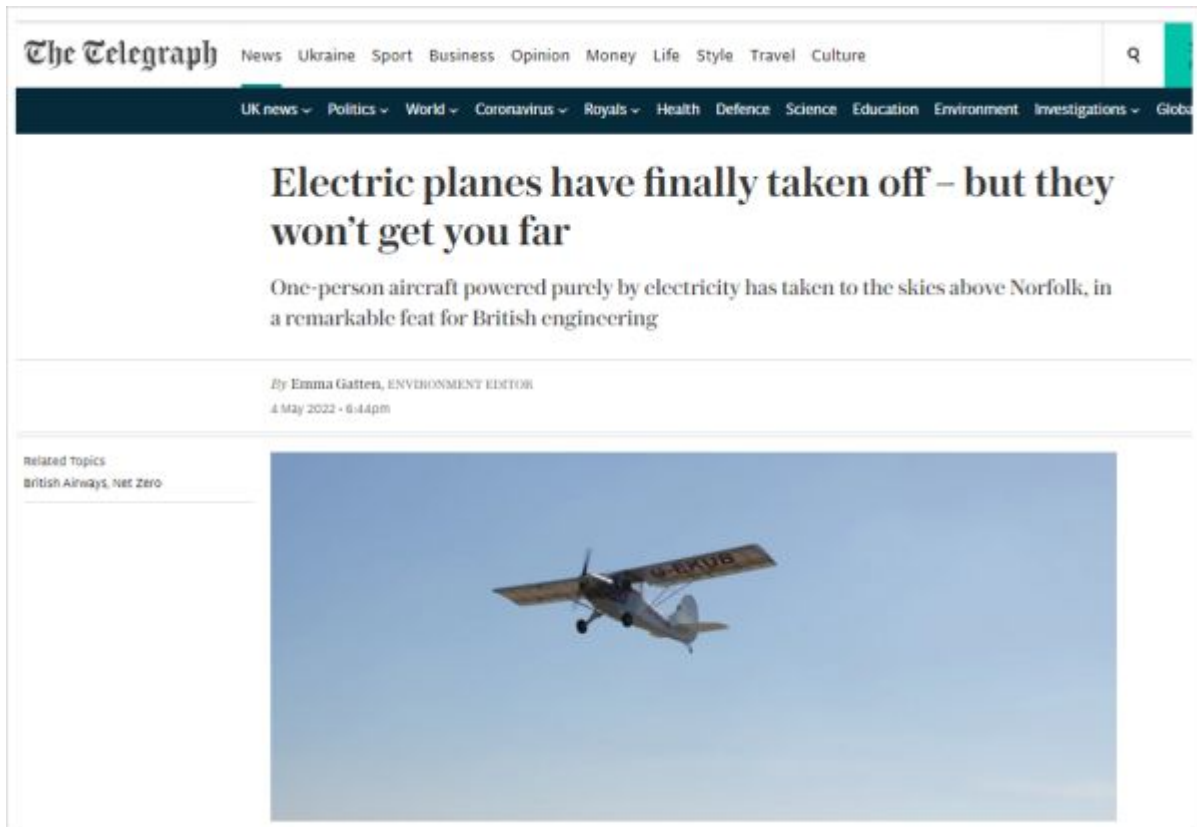 The Telegraph
News Ukraine Sport Business Opinion Money Life Style Travel Culture
UK news Politics World Coronavirus Royals Health Defence Science Education Environment Investigations Globa
Electric planes have finally taken off – but they
won't get you far
One-person aircraft powered purely by electricity has taken to the skies above Norfolk, in
a remarkable feat for British engineering
By Emma Gatten, ENVIRONMENT EDITOR
4 May 2022 • 6:44pm
Related Topics
British Airways, Net Zero
G-EKUB